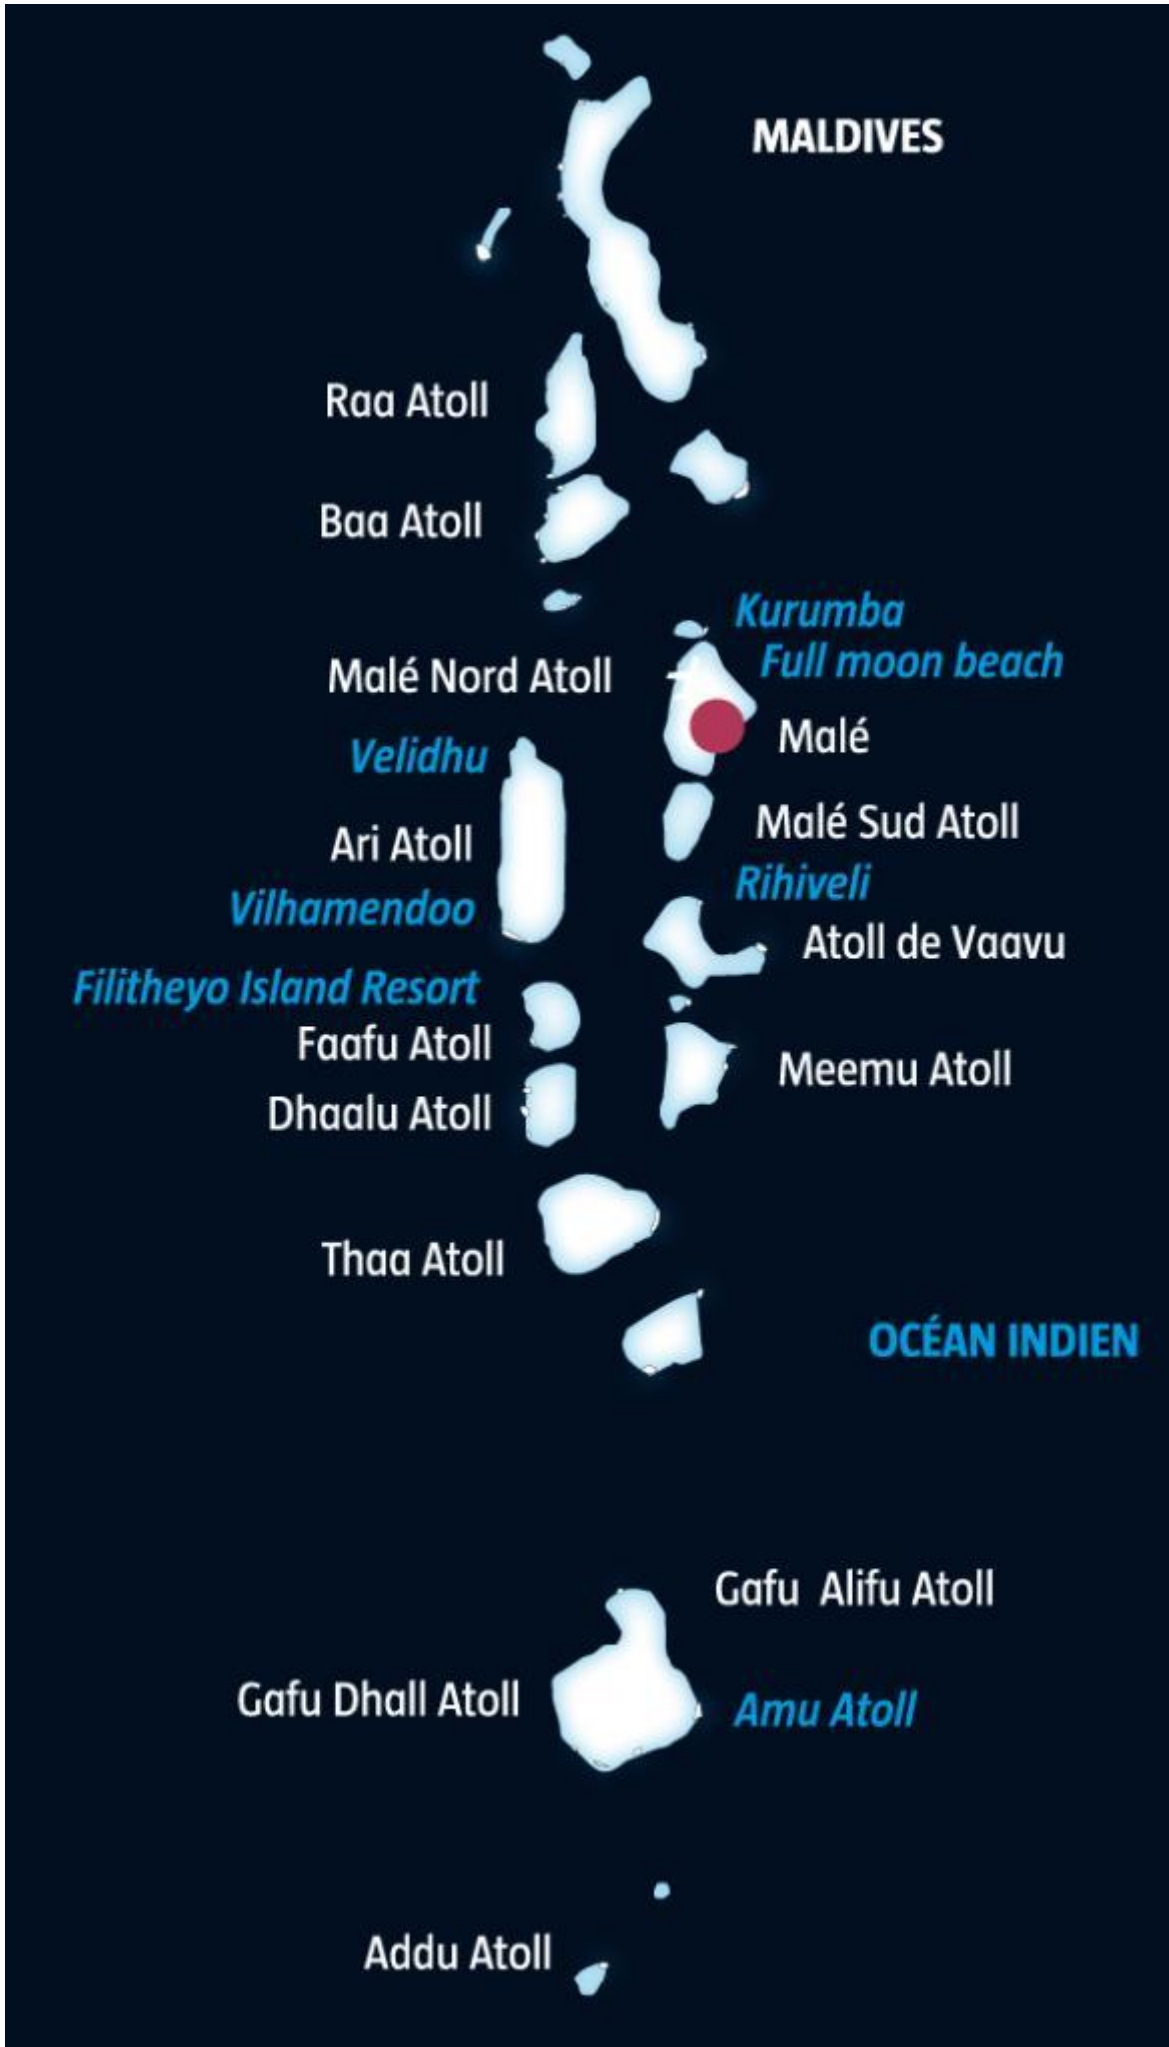 MALDIVES
Raa Atoll
Baa Atoll
Kurumba
Full moon beach
Malé Nord Atoll
Malé
Velidhu
Malé Sud Atoll
Ari Atoll
Rihiveli
Vilhamendoo
Atoll de Vaavu
Filitheyo Island Resort
Faafu Atoll
Meemu Atoll
Dhaalu Atoll
Thaa Atoll
OCÉAN INDIEN
Gafu Alifu Atoll
Gafu Dhall Atoll
Amu Atoll
Addu Atoll